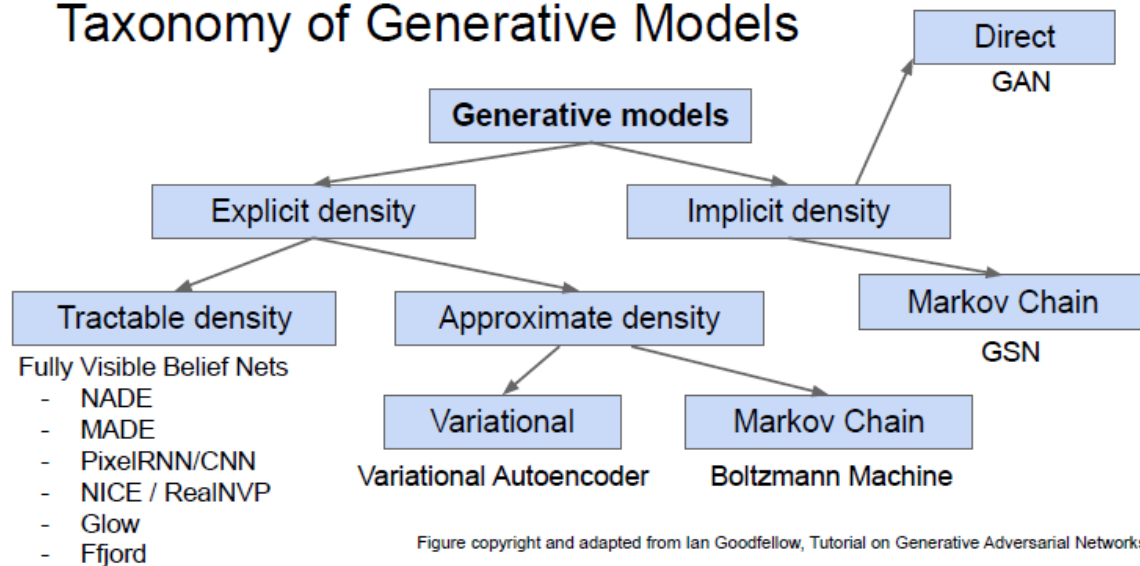 Taxonomy of Generative Models
Direct
GAN
Generative models
Explicit density
Implicit density
Tractable density
Approximate density
Markov Chain
GSN
Fully Visible Belief Nets
- NADE
- MADE
- PixelRNN/CNN
- NICE / RealNVP
- Glow
- Ffjord
Variational
Markov Chain
Variational Autoencoder
Boltzmann Machine
Figure copyright and adapted from Ian Goodfellow, Tutorial on Generative Adversarial Networks